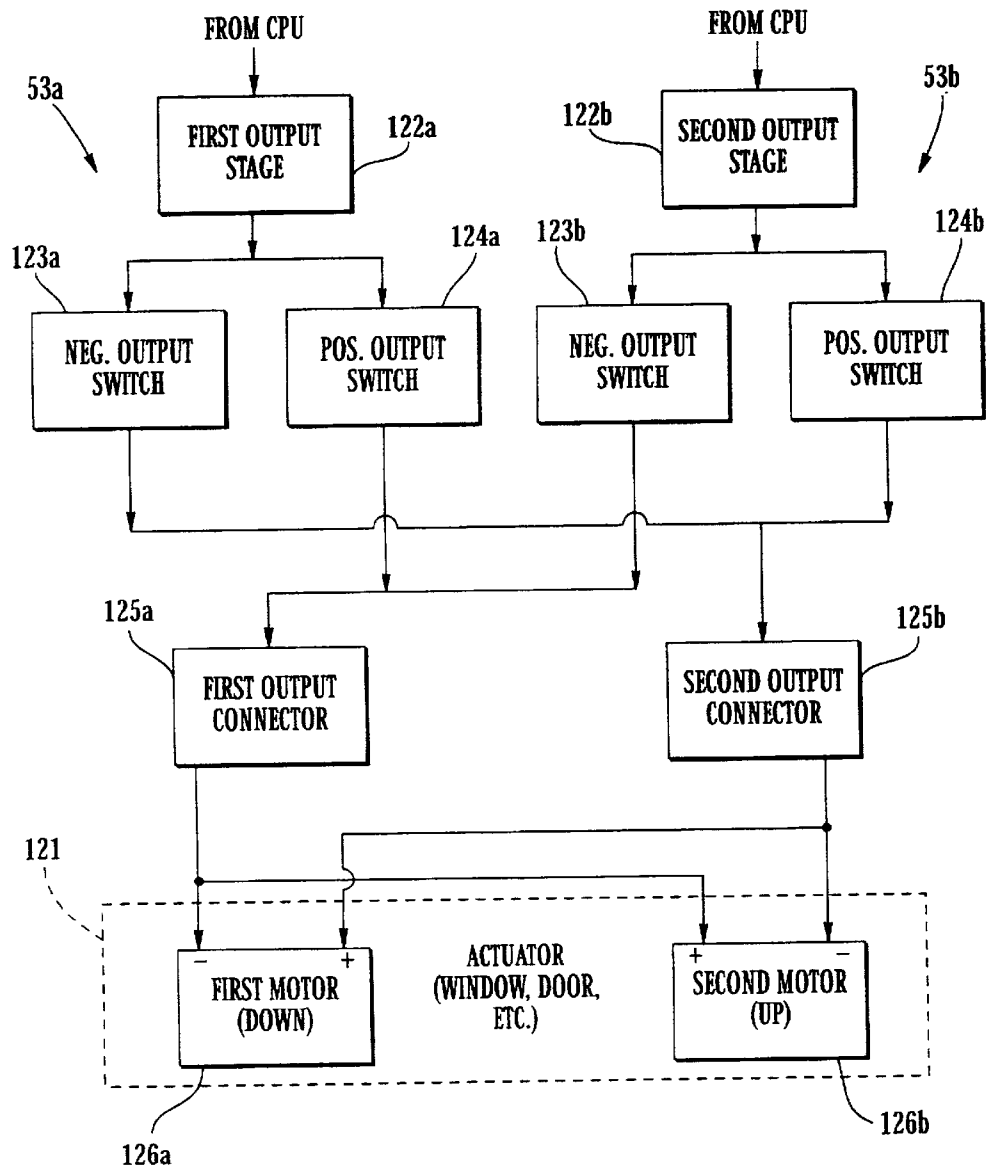 FROM CPU
FROM CPU
53a
53b
FIRST OUTPUT
STAGE
122a
122b
SECOND OUTPUT
STAGE
123a
124a
123b
124b
NEG. OUTPUT
SWITCH
POS. OUTPUT
SWITCH
NEG. OUTPUT
SWITCH
POS. OUTPUT
SWITCH
125a
125b
FIRST OUTPUT
CONNECTOR
SECOND OUTPUT
CONNECTOR
121
− +
FIRST MOTOR
(DOWN)
ACTUATOR
(WINDOW, DOOR,
ETC.)
+ −
SECOND MOTOR
(UP)
126a
126b